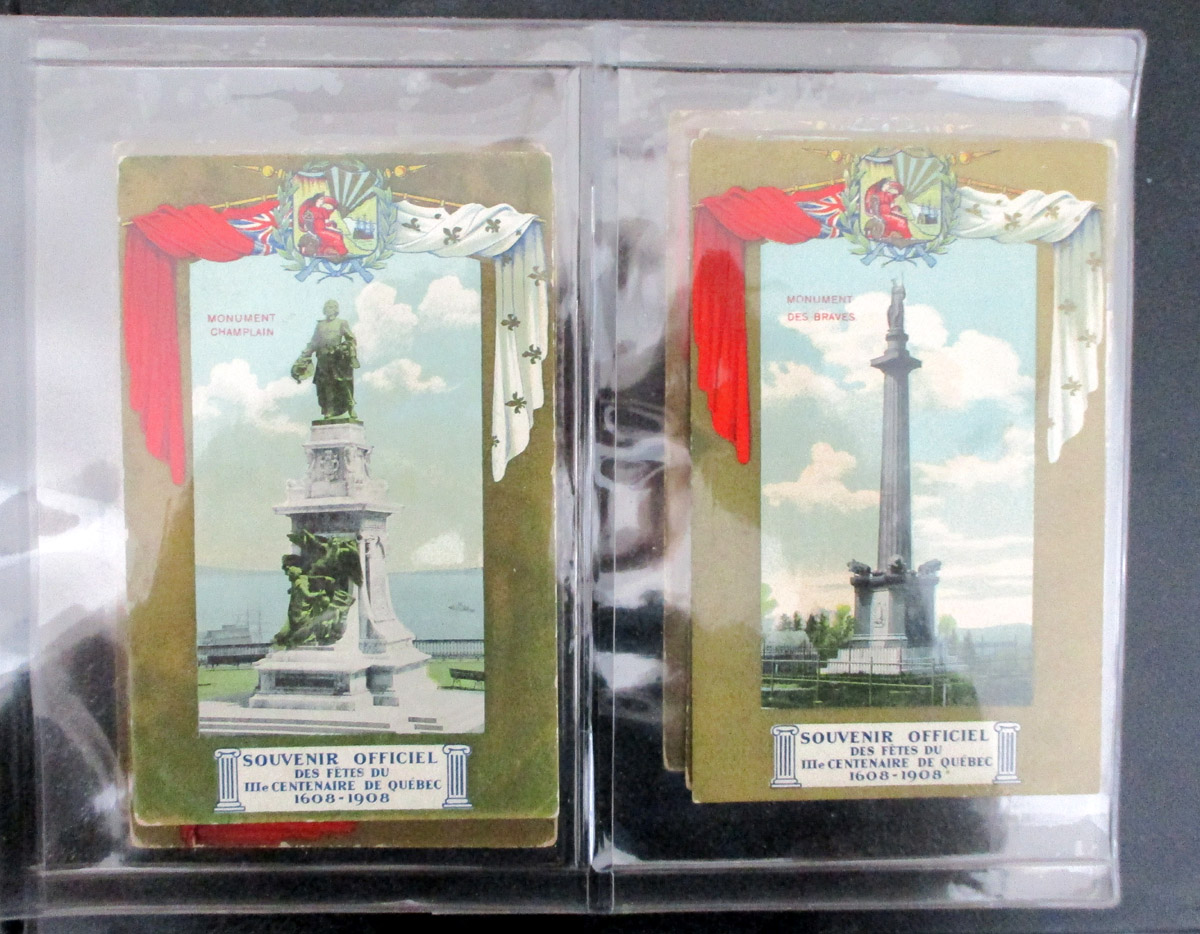 MONUMENT
CHAMPLAIN
SOUVENIR OFFICIEL
DES FÊTES DU
IIIe CENTENAIRE DE QUÉBEC
1608-1908
MONUMENT
DES BRAVES
SOUVENIR OFFICIEL
DES FÊTES DU
IIIe CENTENAIRE DE QUÉBEC
1608-1908